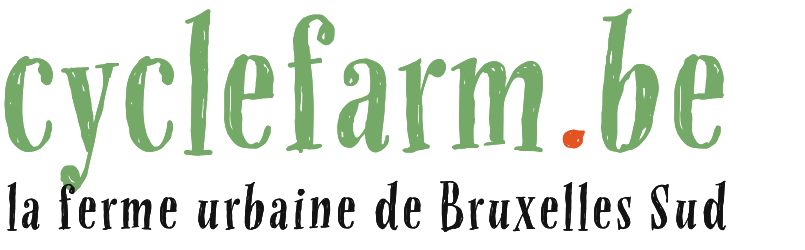 cyclefarm.be
la ferme urbaine de Bruxelles Sud